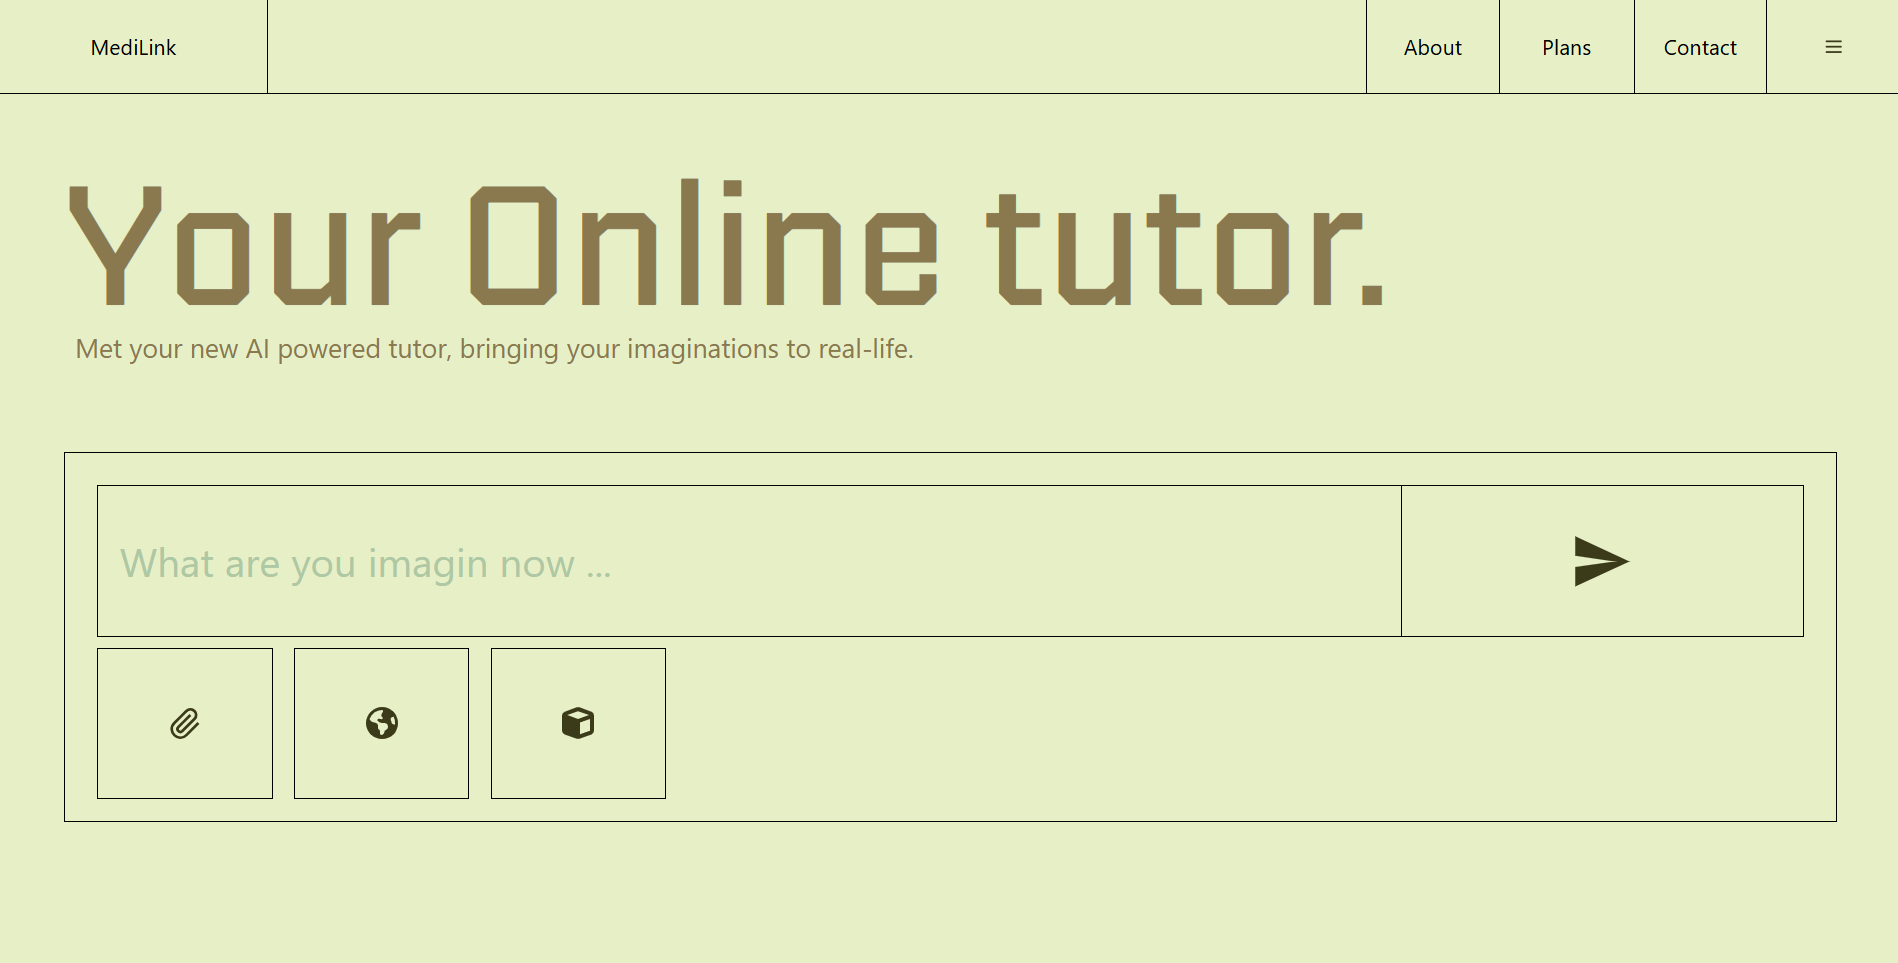 MediLink
About
Plans
Contact
Your Online tutor.
Met your new AI powered tutor, bringing your imaginations to real-life.
What are you imagin now ...